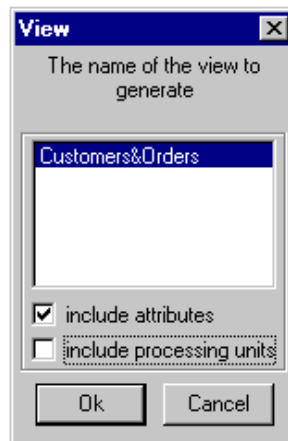 View
The name of the view to
generate
Customers&Orders
include attributes
include processing units
Ok
Cancel